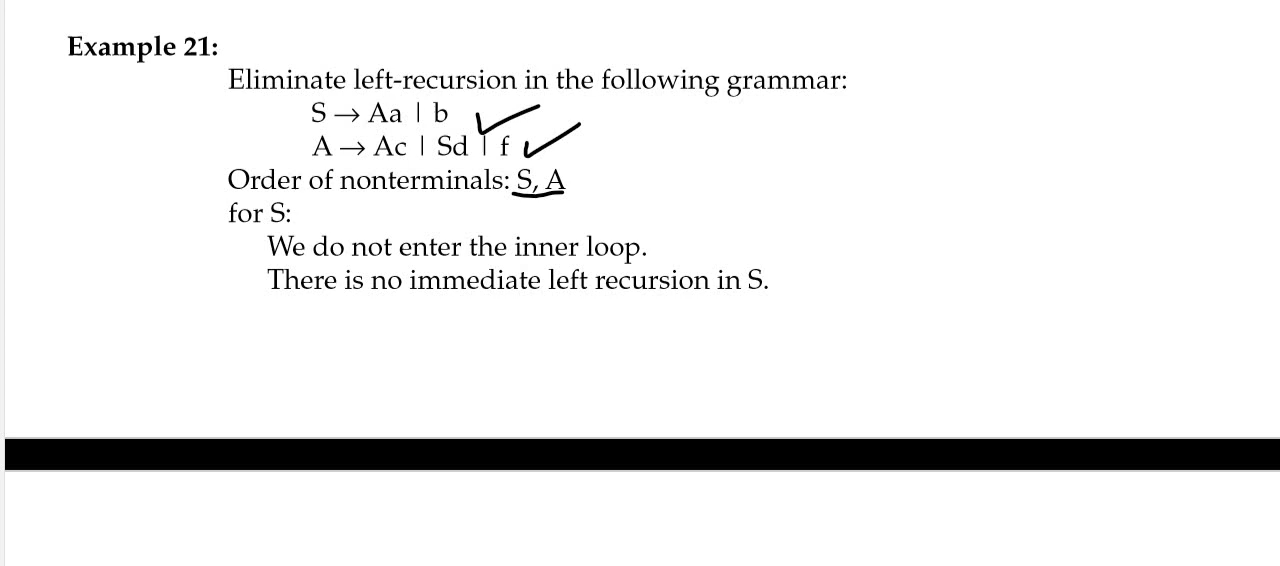 Example 21:
Eliminate left-recursion in the following grammar:
S → Aa | b
A → Ac | Sd | f
Order of nonterminals: S, A
for S:
We do not enter the inner loop.
There is no immediate left recursion in S.